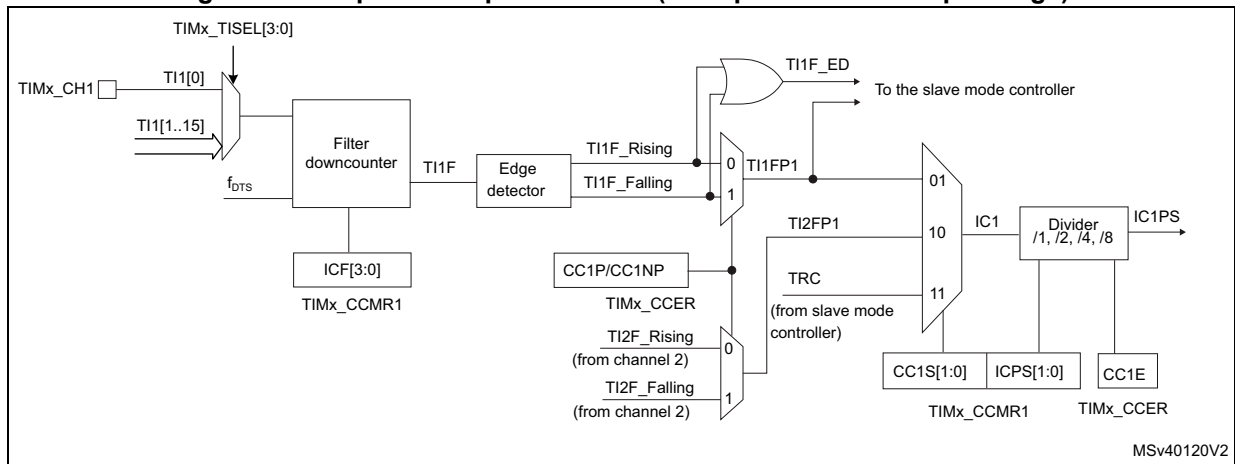 TIMx_TISEL[3:0]
TIMx_CH1
TI1[0]
TI1[1..15]
fDTS
Filter
downcounter
ICF[3:0]
TIMx_CCMR1
TI1F
Edge
detector
TI1F_Rising
TI1F_Falling
TI1F_ED
To the slave mode controller
0
1
TI1FP1
CC1P/CC1NP
TIMx_CCER
TI2F_Rising
(from channel 2)
TI2F_Falling
(from channel 2)
0
1
TI2FP1
TRC
(from slave mode
controller)
01
10
11
IC1
Divider
/1, /2, /4, /8
IC1PS
CC1S[1:0]
ICPS[1:0]
TIMx_CCMR1
CC1E
TIMx_CCER
MSv40120V2